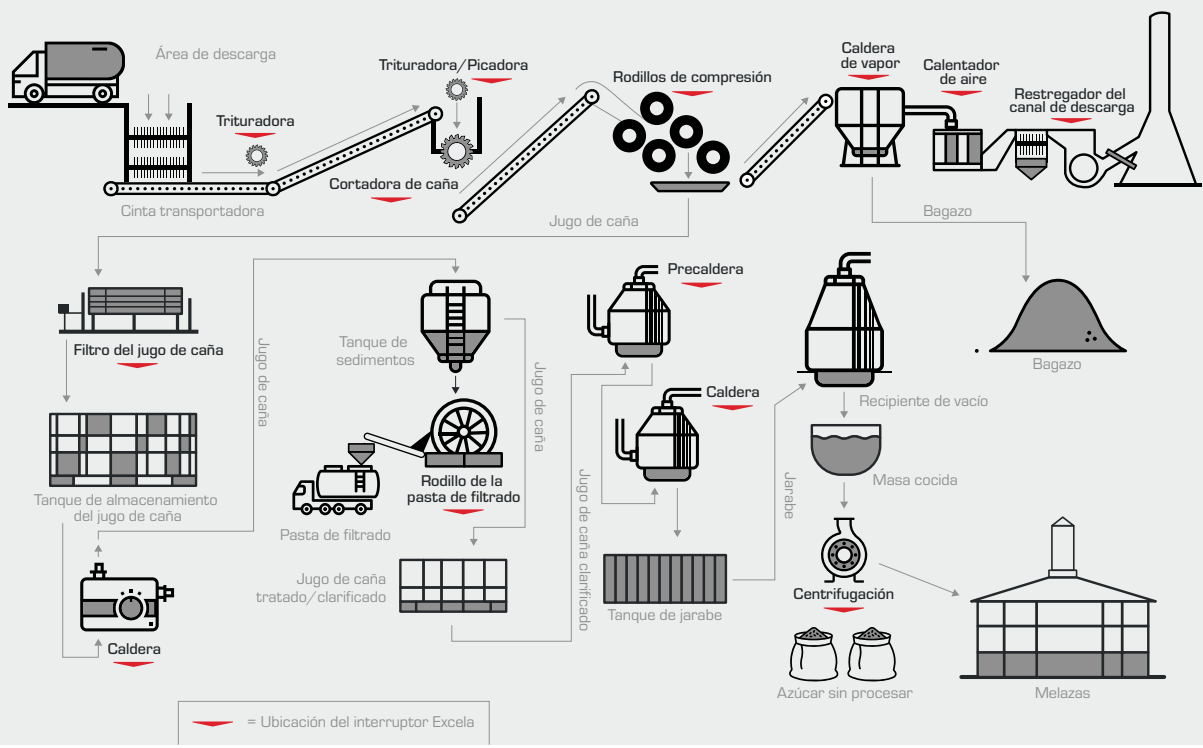 Área de descarga
Trituradora
Cinta transportadora
Trituradora/Picadora
Cortadora de caña
Rodillos de compresión
Jugo de caña
Caldera
de vapor
Calentador
de aire
Restregador del
canal de descarga
Bagazo
Bagazo
Filtro del jugo de caña
Tanque de almacenamiento
del jugo de caña
Caldera
Jugo de caña
Tanque de
sedimentos
Jugo de caña
Rodillo de la
pasta de filtrado
Pasta de filtrado
Jugo de caña
tratado/clarificado
Jugo de caña clarificado
Precaldera
Caldera
Tanque de jarabe
Jarabe
Recipiente de vacío
Masa cocida
Centrifugación
Azúcar sin procesar
Melazas
= Ubicación del interruptor Excela